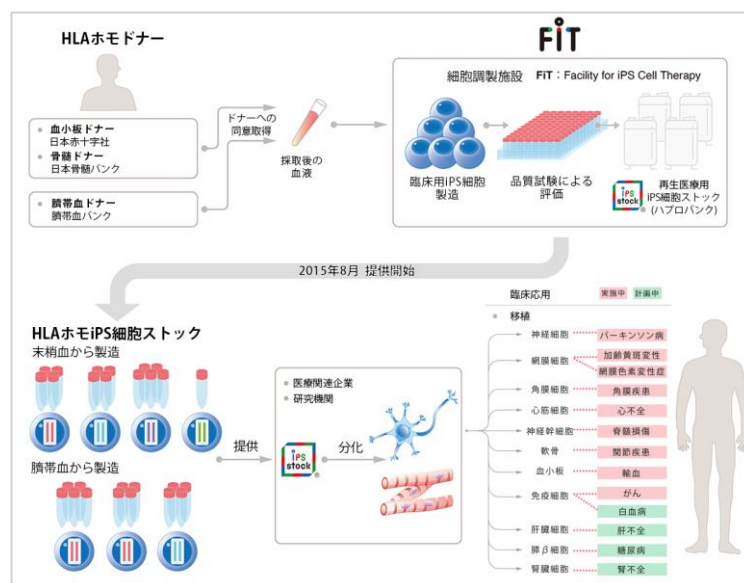 HLAホモドナー
血小板ドナー
日本赤十字社
骨髄ドナー
日本骨髄バンク
臍帯血ドナー
臍帯血バンク
ドナーへの
同意取得
採取後の
血液
FiT
細胞調製施設 FiT：Facility for iPS Cell Therapy
臨床用iPS細胞
製造
品質試験による
評価
iPS
stock
再生医療用
iPS細胞ストック
(ハプロバンク)
2015年8月 提供開始
HLAホモiPS細胞ストック
末梢血から製造
臍帯血から製造
提供
医療関連企業
研究機関
iPS
stock
®
分化
臨床応用
実施中
計画中
移植
神経細胞 パーキンソン病
網膜細胞 加齢黄斑変性
網膜色素変性症
角膜細胞 角膜疾患
心筋細胞 心不全
神経幹細胞 脊髄損傷
軟骨 関節疾患
血小板 輸血
免疫細胞 がん
白血病
肝臓細胞 肝不全
膵β細胞 糖尿病
腎臓細胞 腎不全